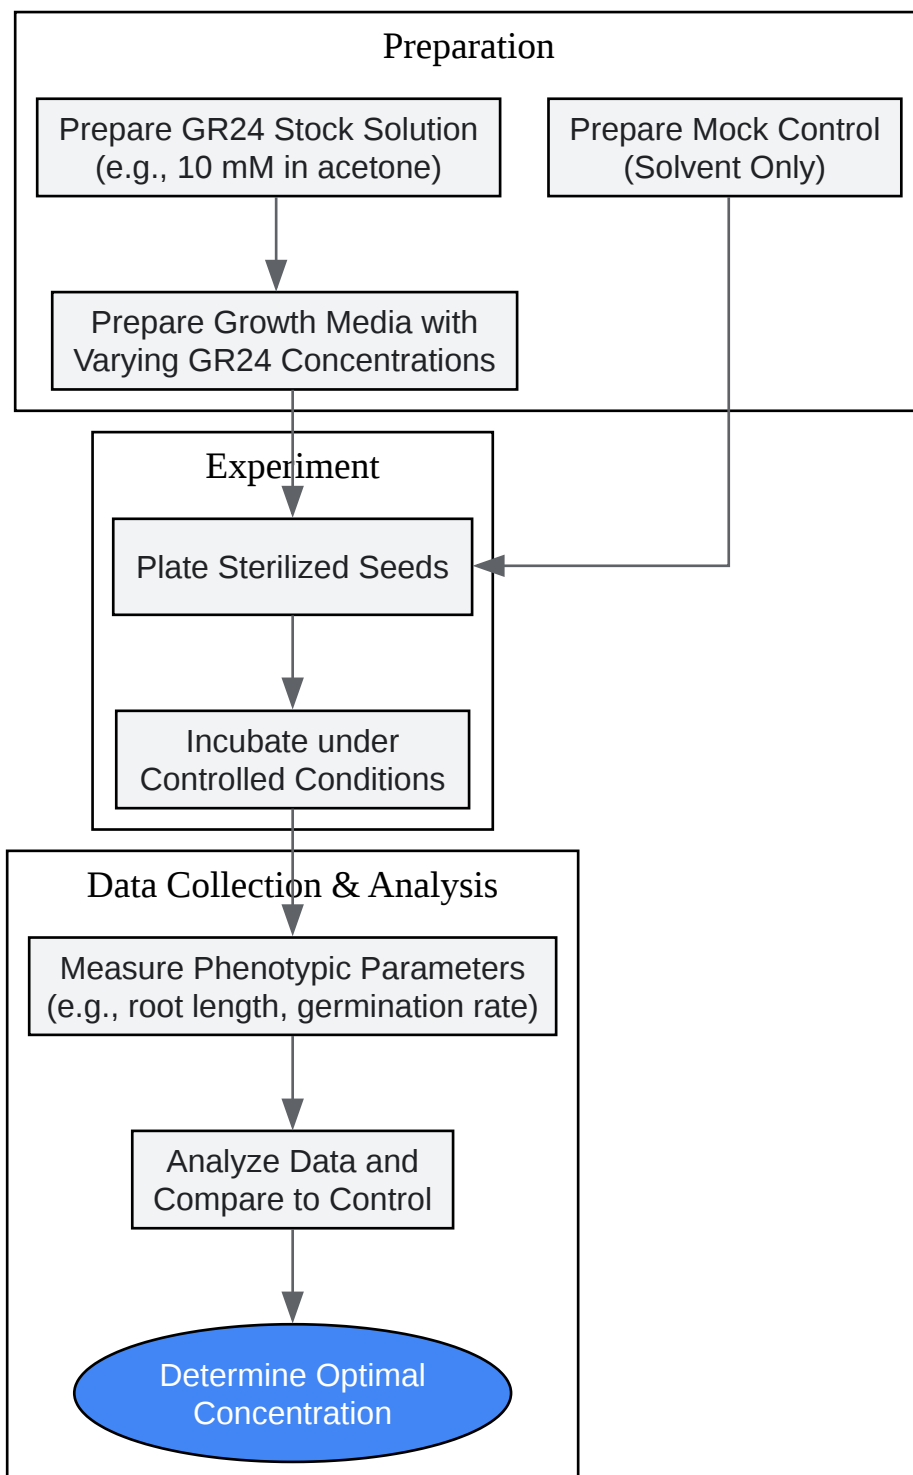 Preparation
Prepare GR24 Stock Solution
(e.g., 10 mM in acetone)
Prepare Mock Control
(Solvent Only)
Prepare Growth Media with
Varying GR24 Concentrations
Experiment
Plate Sterilized Seeds
Incubate under
Controlled Conditions
Data Collection & Analysis
Measure Phenotypic Parameters
(e.g., root length, germination rate)
Analyze Data and
Compare to Control
Determine Optimal
Concentration